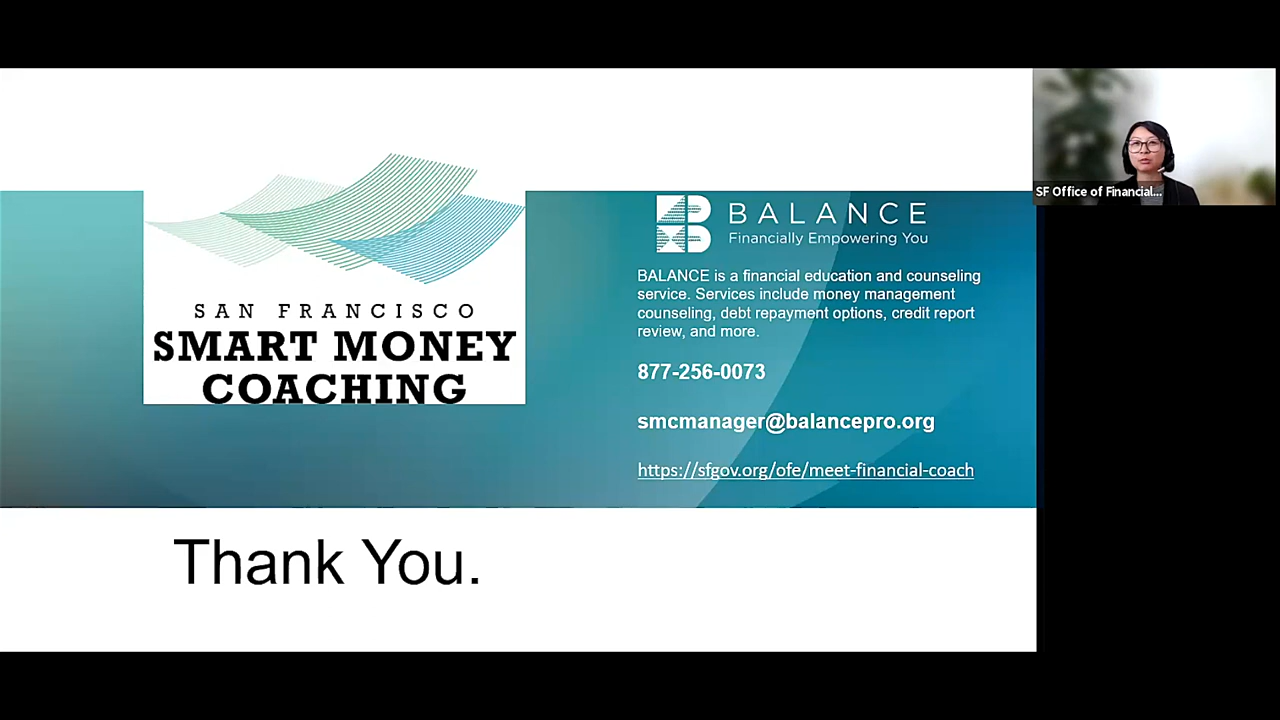 SAN FRANCISCO
SMART MONEY
COACHING
BALANCE
Financially Empowering You
BALANCE is a financial education and counseling
service. Services include money management
counseling, debt repayment options, credit report
review, and more.
877-256-0073
smcmanager@balancepro.org
https://sfgov.org/ofe/meet-financial-coach
Thank You.
SF Office of Financial...